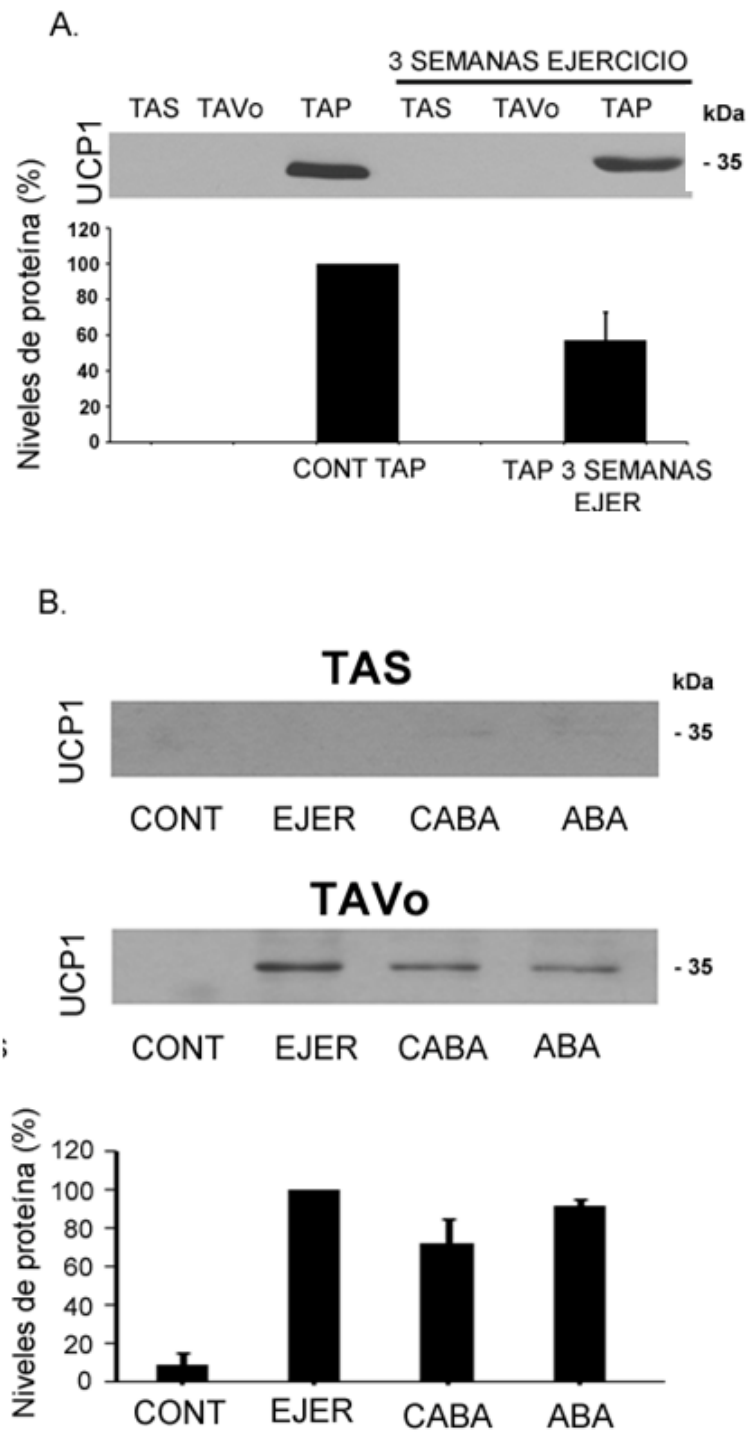 A.
3 SEMANAS EJERCICIO
TAS TAVo TAP TAS TAVo TAP kDa
UCP1
- 35
Niveles de proteína (%)
120
100
80
60
40
20
0
CONT TAP
TAP 3 SEMANAS
EJER
B.
TAS
kDa
UCP1
- 35
CONT EJER CABA ABA
TAVo
UCP1
- 35
CONT EJER CABA ABA
s
Niveles de proteína (%)
120
100
80
60
40
20
0
CONT EJER CABA ABA